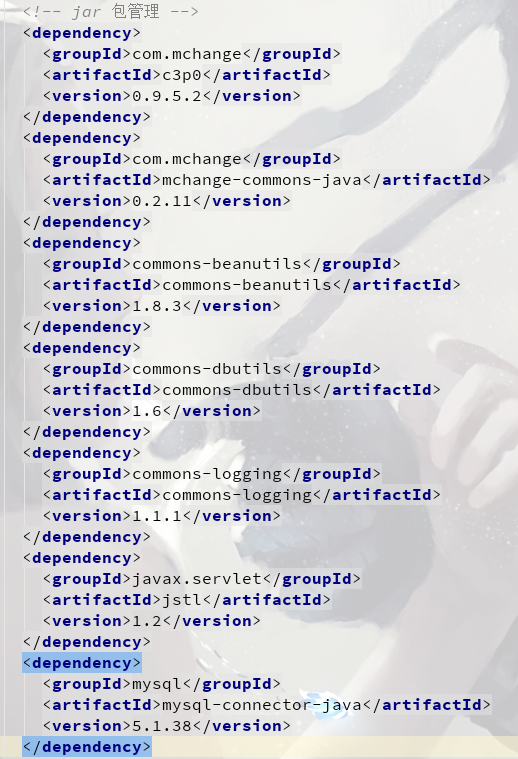 <!-- jar 包管理 -->
<dependency>
  <groupId>com.mchange</groupId>
  <artifactId>c3p0</artifactId>
  <version>0.9.5.2</version>
</dependency>
<dependency>
  <groupId>com.mchange</groupId>
  <artifactId>mchange-commons-java</artifactId>
  <version>0.2.11</version>
</dependency>
<dependency>
  <groupId>commons-beanutils</groupId>
  <artifactId>commons-beanutils</artifactId>
  <version>1.8.3</version>
</dependency>
<dependency>
  <groupId>commons-dbutils</groupId>
  <artifactId>commons-dbutils</artifactId>
  <version>1.6</version>
</dependency>
<dependency>
  <groupId>commons-logging</groupId>
  <artifactId>commons-logging</artifactId>
  <version>1.1.1</version>
</dependency>
<dependency>
  <groupId>javax.servlet</groupId>
  <artifactId>jstl</artifactId>
  <version>1.2</version>
</dependency>
<dependency>
  <groupId>mysql</groupId>
  <artifactId>mysql-connector-java</artifactId>
  <version>5.1.38</version>
</dependency>